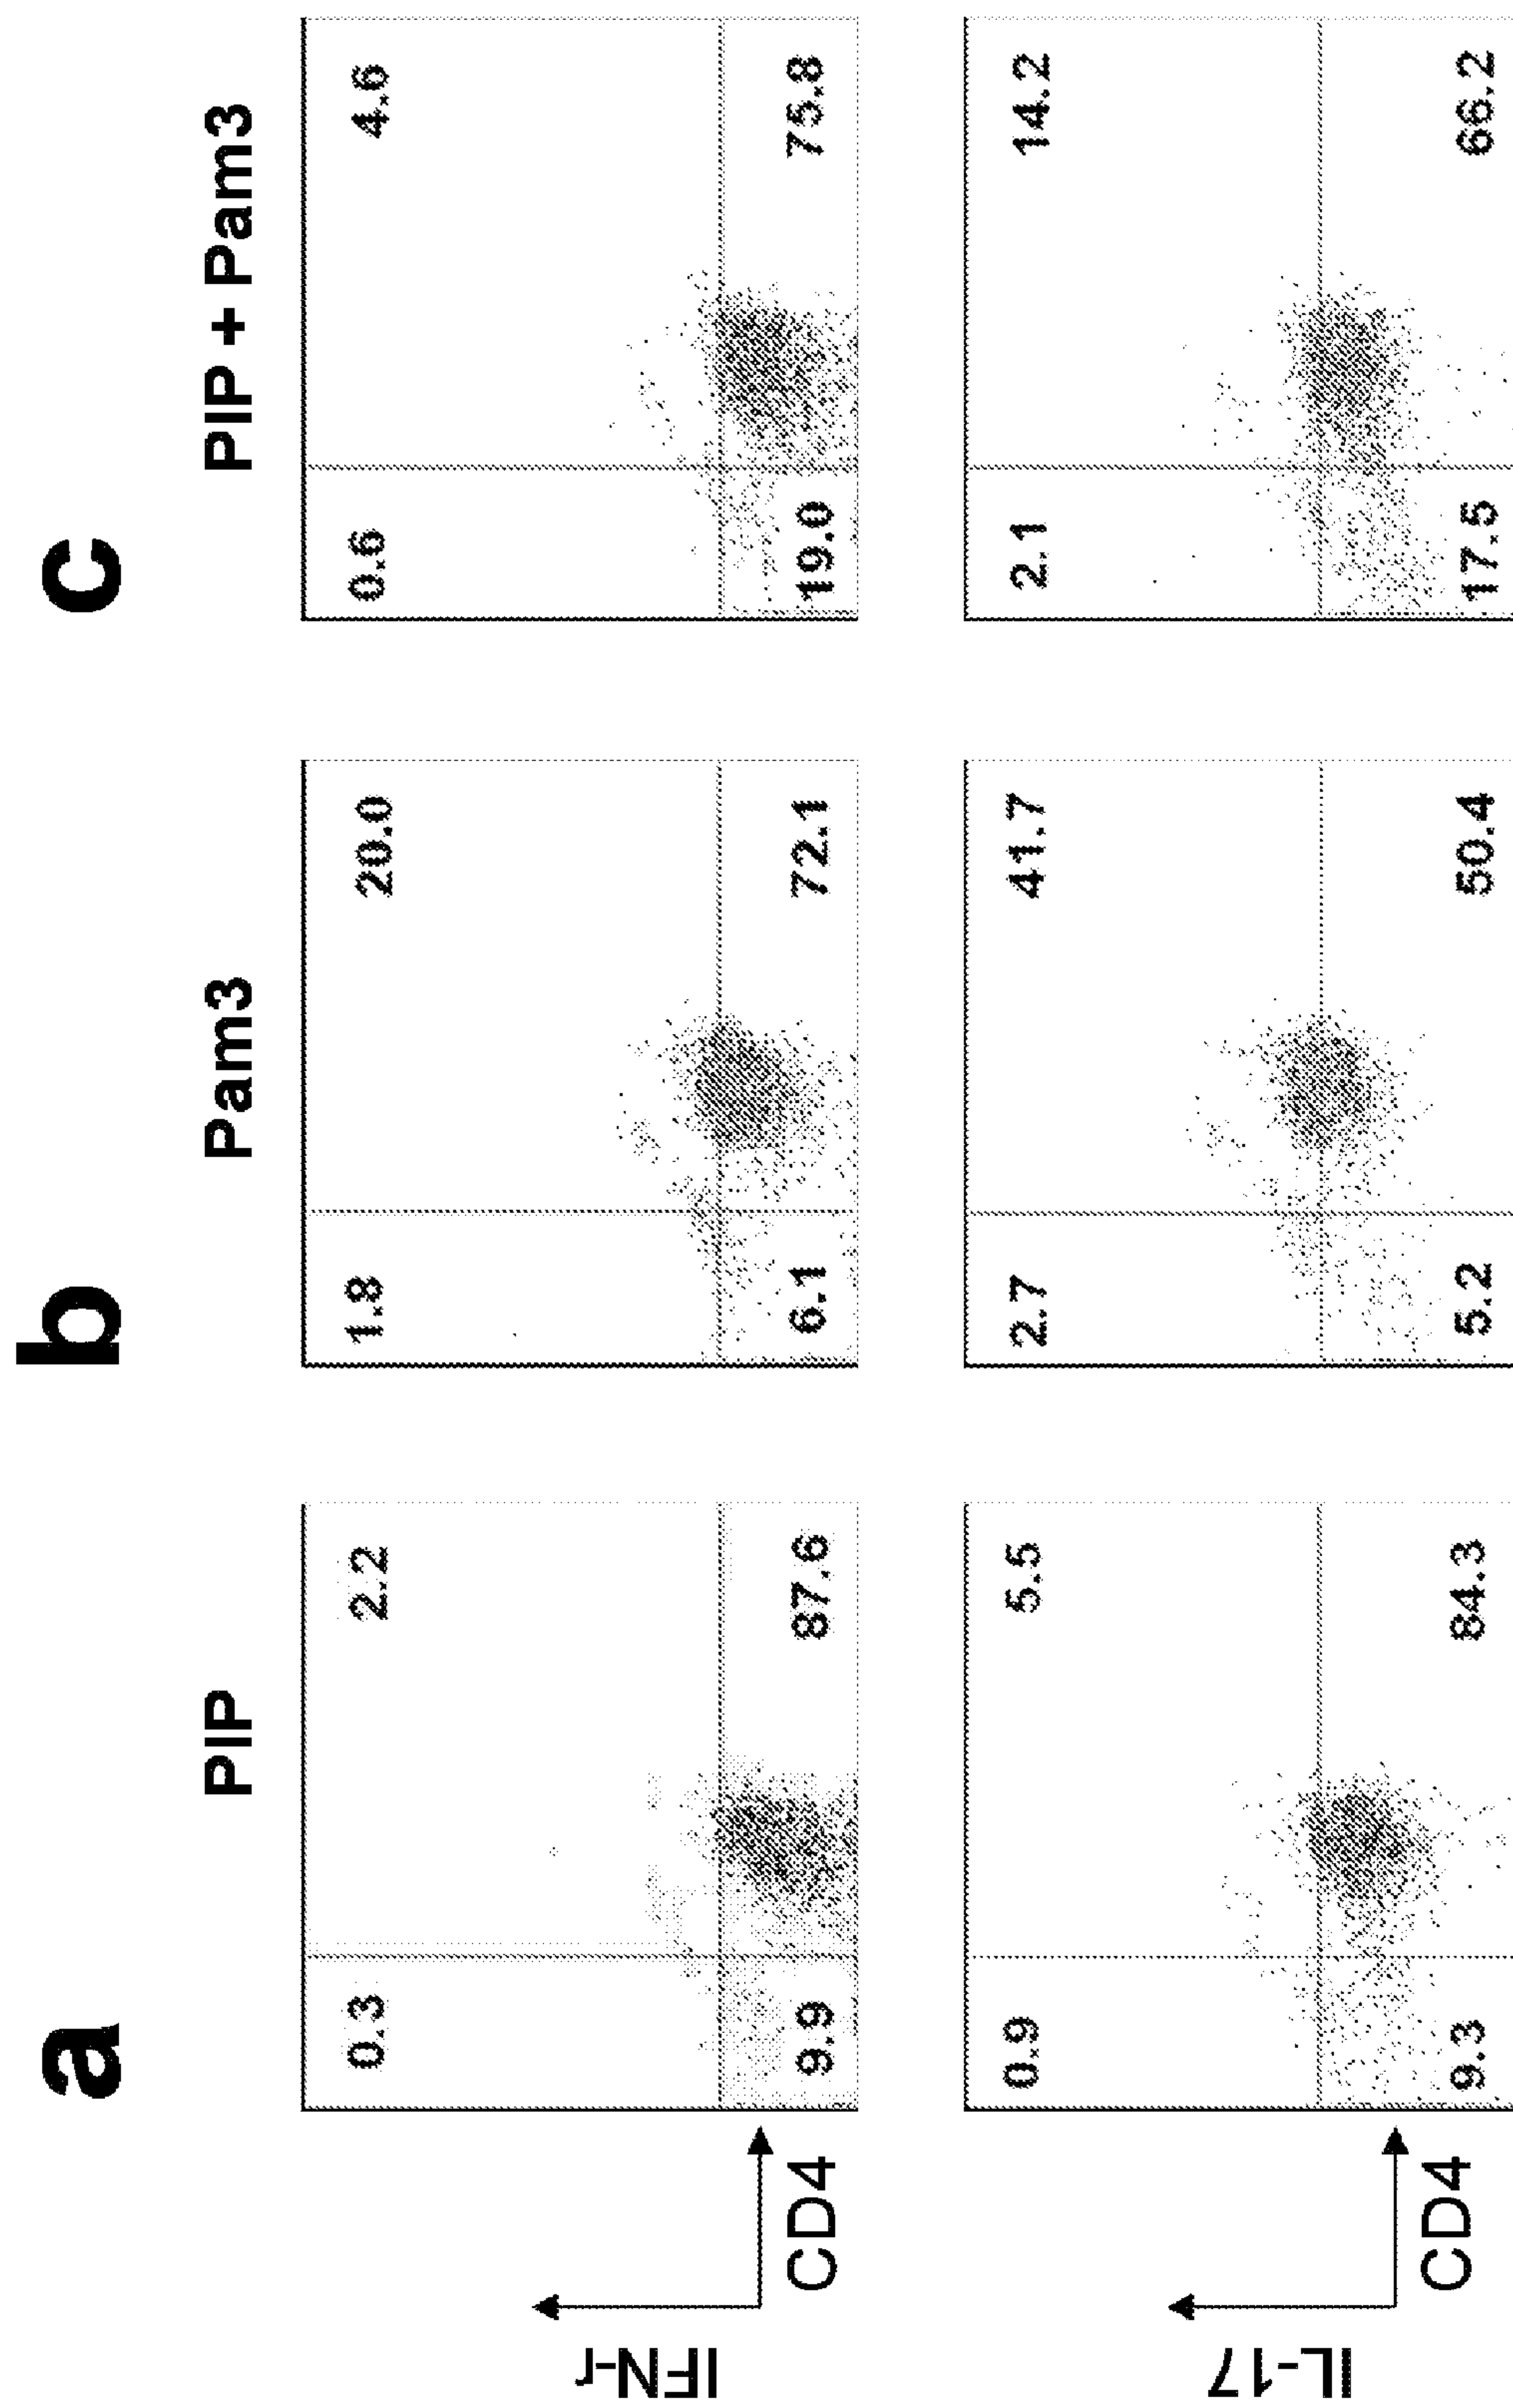 a b c
PIP Pam3 PIP + Pam3
0.3 2.2 1.8 20.0 0.6 4.6
IFN-r
9.9 87.6 6.1 72.1 19.0 75.8
CD4
0.9 5.5 2.7 41.7 2.1 14.2
IL-17
9.3 84.3 5.2 50.4 17.5 66.2
CD4